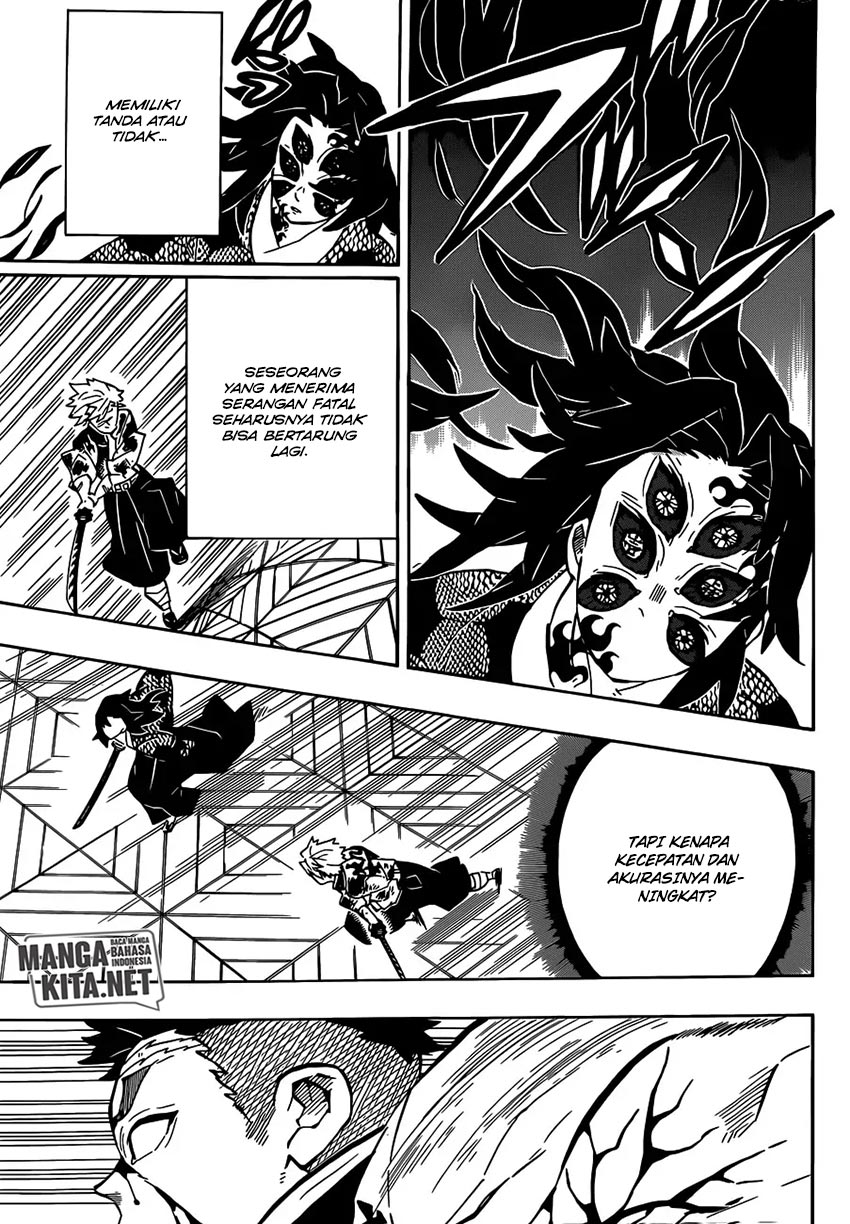 MEMILIKI
TANDA ATAU
TIDAK...
SESEORANG
YANG MENERIMA
SERANGAN FATAL
SEHARUSNYA TIDAK
BISA BERTARUNG
LAGI.
TAPI KENAPA
KECEPATAN DAN
AKURASINYA ME-
NINGKAT?
MANGA
BACA MANGA
BAHASA
INDONESIA
KITA.NET